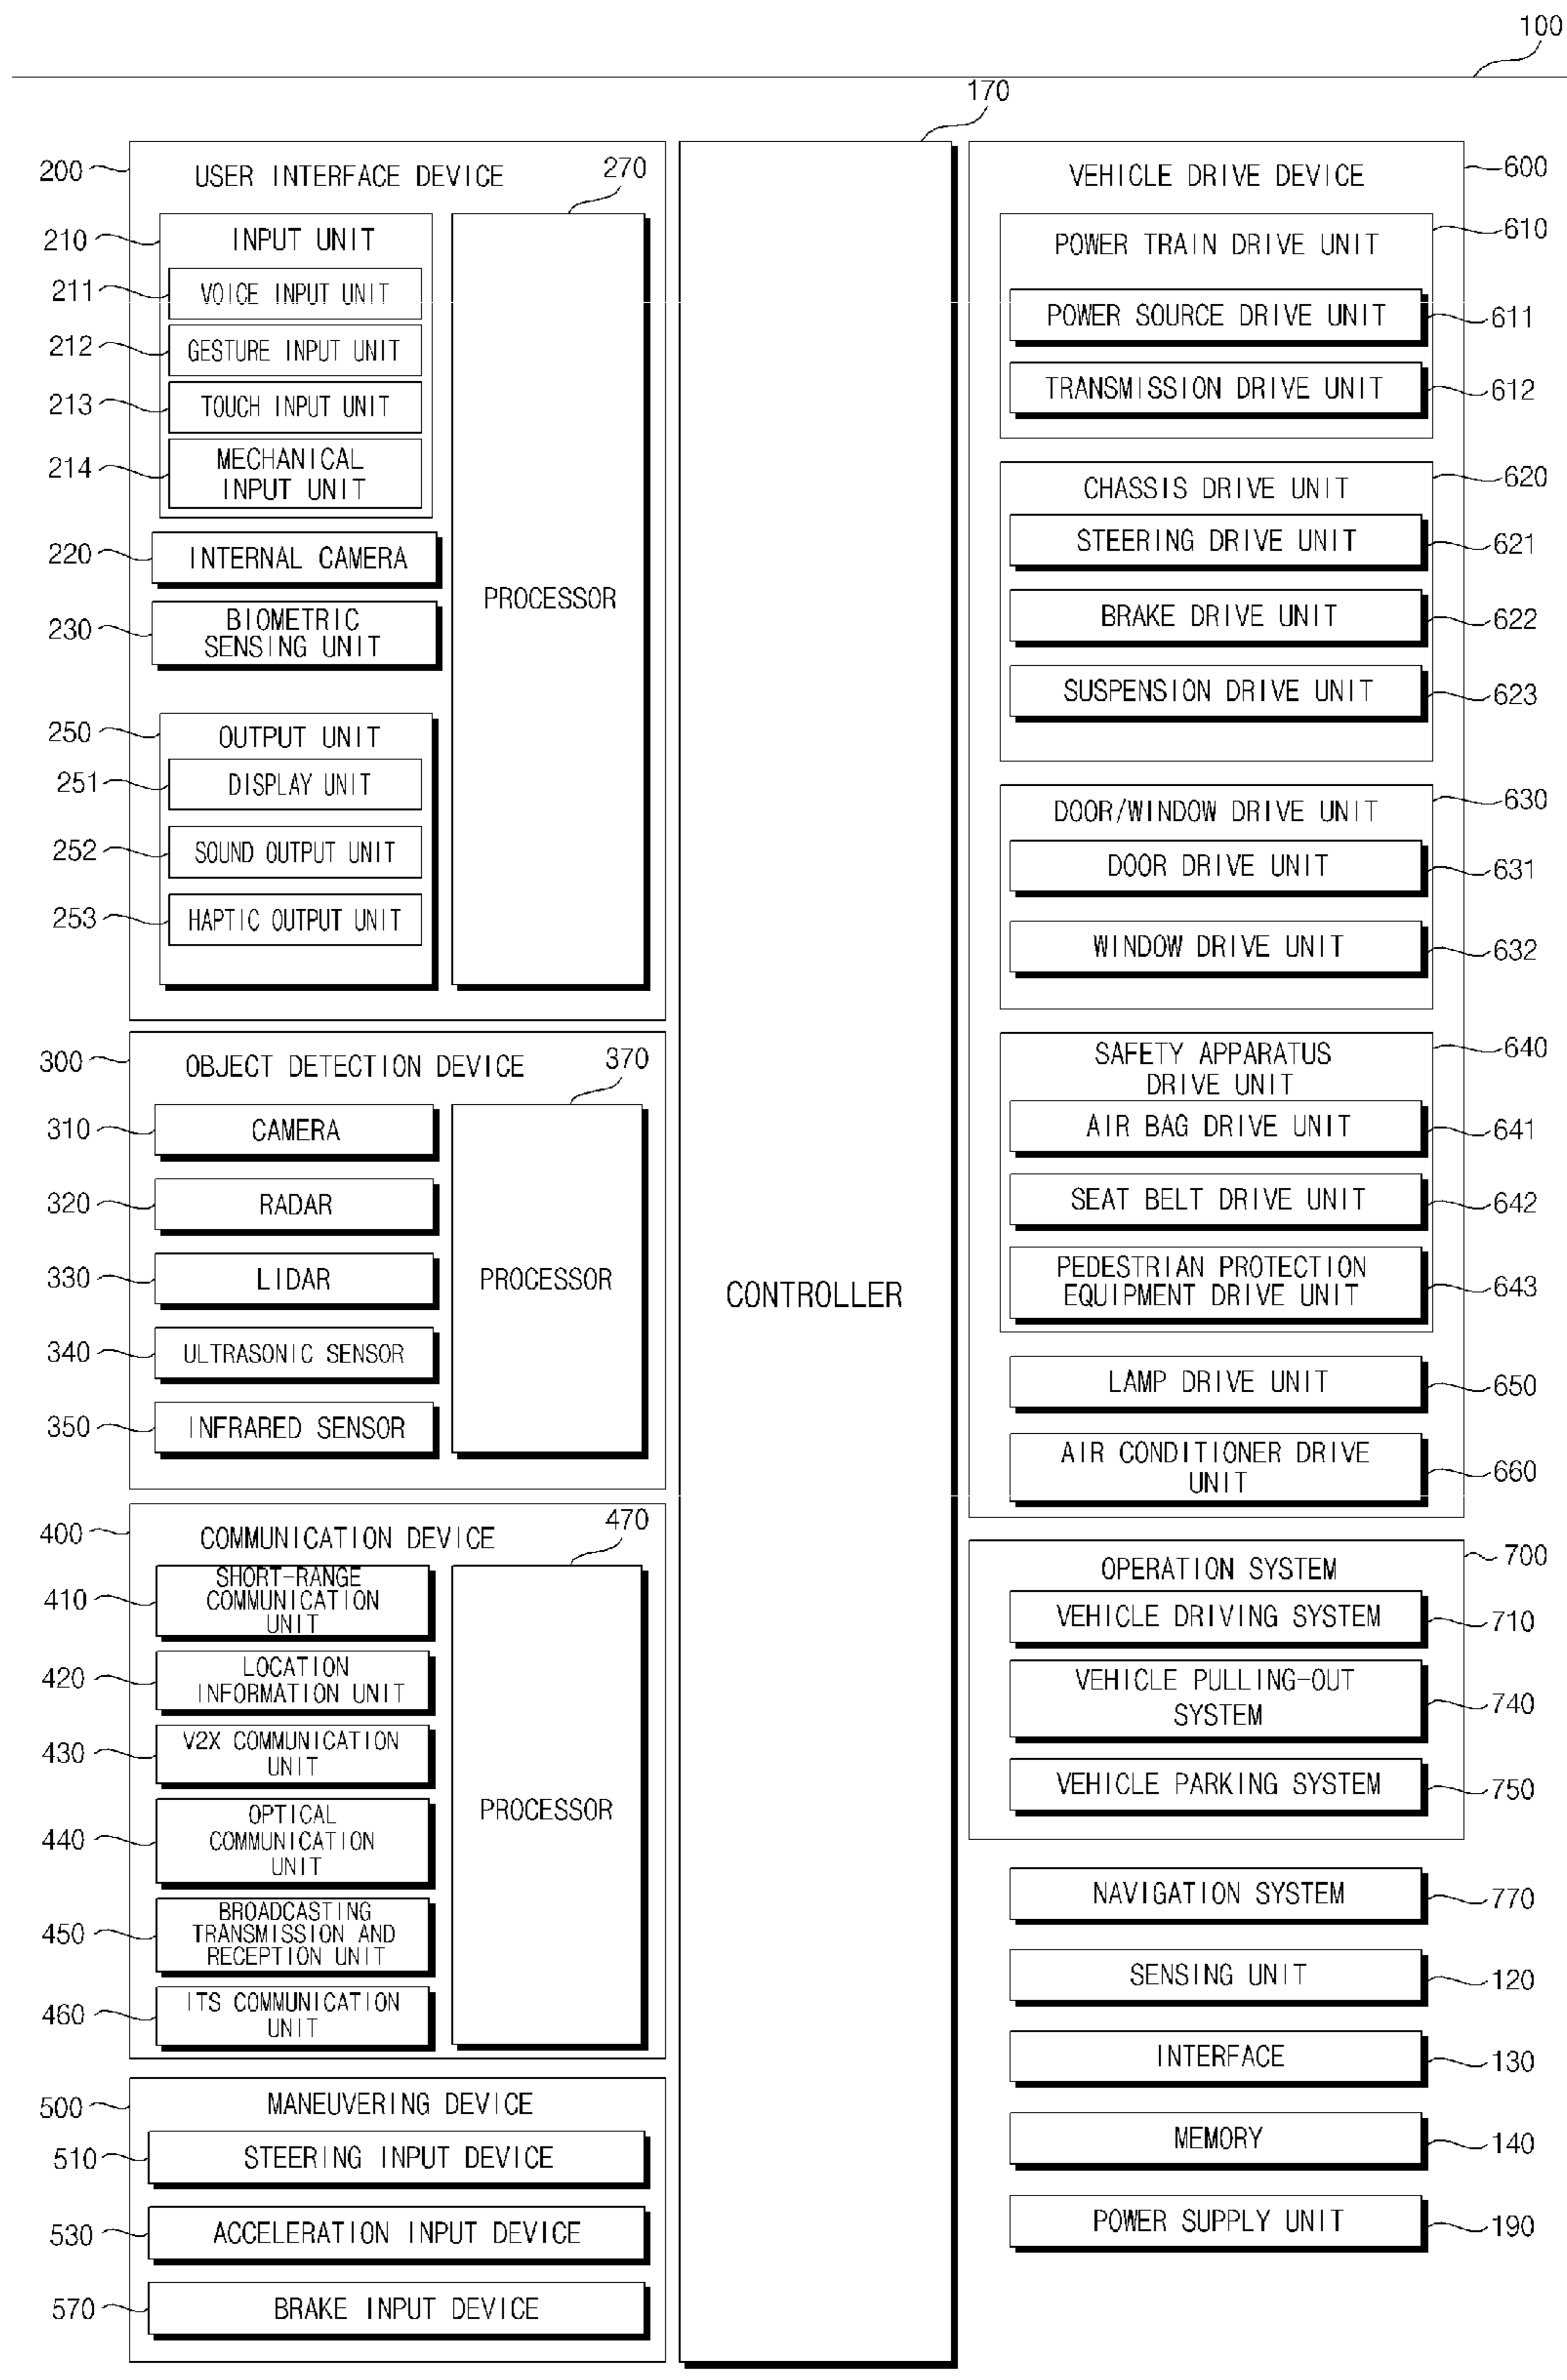 100
170
200
USER INTERFACE DEVICE
270
210
INPUT UNIT
211
VOICE INPUT UNIT
212
GESTURE INPUT UNIT
213
TOUCH INPUT UNIT
214
MECHANICAL
INPUT UNIT
220
INTERNAL CAMERA
230
BIOMETRIC
SENSING UNIT
PROCESSOR
250
OUTPUT UNIT
251
DISPLAY UNIT
252
SOUND OUTPUT UNIT
253
HAPTIC OUTPUT UNIT
300
OBJECT DETECTION DEVICE
370
310
CAMERA
320
RADAR
330
LIDAR
PROCESSOR
340
ULTRASONIC SENSOR
350
INFRARED SENSOR
400
COMMUNICATION DEVICE
470
410
SHORT-RANGE
COMMUNICATION
UNIT
420
LOCATION
INFORMATION UNIT
430
V2X COMMUNICATION
UNIT
PROCESSOR
440
OPTICAL
COMMUNICATION
UNIT
450
BROADCASTING
TRANSMISSION AND
RECEPTION UNIT
460
ITS COMMUNICATION
UNIT
500
MANEUVERING DEVICE
510
STEERING INPUT DEVICE
530
ACCELERATION INPUT DEVICE
570
BRAKE INPUT DEVICE
CONTROLLER
VEHICLE DRIVE DEVICE
600
POWER TRAIN DRIVE UNIT
610
POWER SOURCE DRIVE UNIT
611
TRANSMISSION DRIVE UNIT
612
CHASSIS DRIVE UNIT
620
STEERING DRIVE UNIT
621
BRAKE DRIVE UNIT
622
SUSPENSION DRIVE UNIT
623
DOOR/WINDOW DRIVE UNIT
630
DOOR DRIVE UNIT
631
WINDOW DRIVE UNIT
632
SAFETY APPARATUS
DRIVE UNIT
640
AIR BAG DRIVE UNIT
641
SEAT BELT DRIVE UNIT
642
PEDESTRIAN PROTECTION
EQUIPMENT DRIVE UNIT
643
LAMP DRIVE UNIT
650
AIR CONDITIONER DRIVE
UNIT
660
OPERATION SYSTEM
700
VEHICLE DRIVING SYSTEM
710
VEHICLE PULLING-OUT
SYSTEM
740
VEHICLE PARKING SYSTEM
750
NAVIGATION SYSTEM
770
SENSING UNIT
120
INTERFACE
130
MEMORY
140
POWER SUPPLY UNIT
190